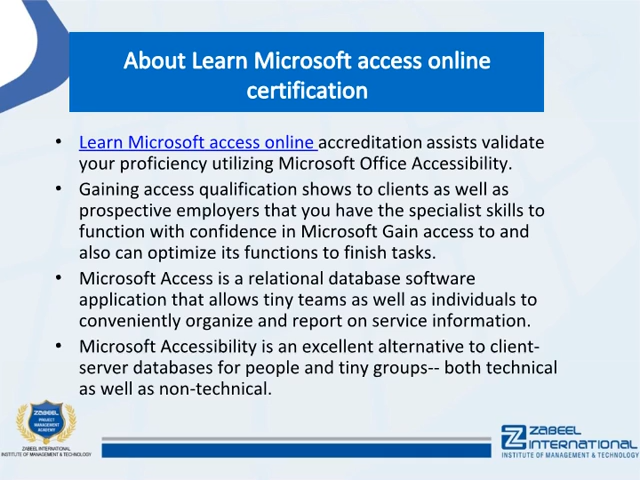 About Learn Microsoft access online
certification
• Learn Microsoft access online accreditation assists validate
your proficiency utilizing Microsoft Office Accessibility.
• Gaining access qualification shows to clients as well as
prospective employers that you have the specialist skills to
function with confidence in Microsoft Gain access to and
also can optimize its functions to finish tasks.
• Microsoft Access is a relational database software
application that allows tiny teams as well as individuals to
conveniently organize and report on service information.
• Microsoft Accessibility is an excellent alternative to client-
server databases for people and tiny groups-- both technical
as well as non-technical.
ZABEEL
PROJECT
MANAGEMENT
ACADEMY
ZABEEL INTERNATIONAL
INSTITUTE OF MANAGEMENT & TECHNOLOGY
ZABEEL
INTERNATIONAL
INSTITUTE OF MANAGEMENT & TECHNOLOGY